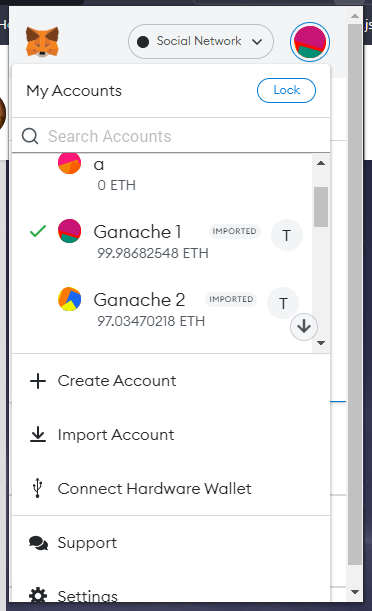 Social Network
My Accounts
Lock
Search Accounts
a
0 ETH
Ganache 1
IMPORTED
T
99.98682548 ETH
Ganache 2
IMPORTED
T
97.03470218 ETH
Create Account
Import Account
Connect Hardware Wallet
Support
Settings